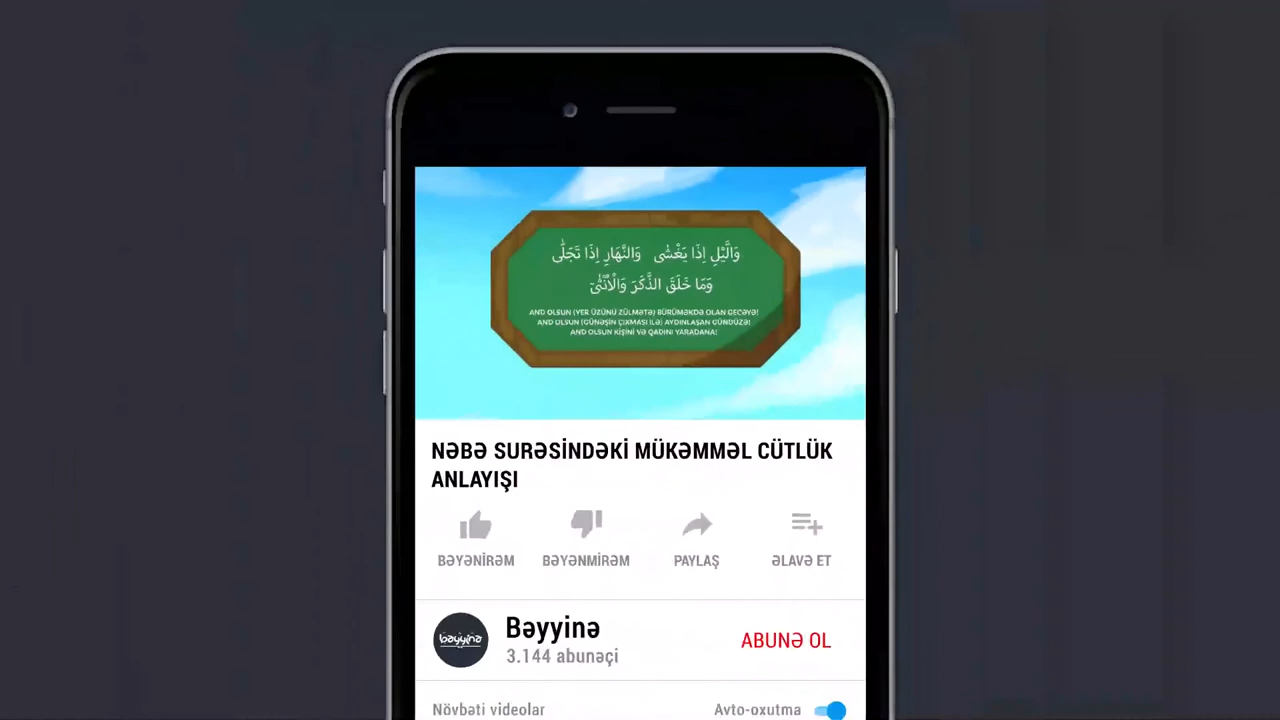 وَالَّيْلِ اِذَا يَغْشٰى وَالنَّهَارِ اِذَا تَجَلّٰى
وَمَا خَلَقَ الذَّكَرَ وَالْاُنْثٰىٓ
AND OLSUN (YER ÜZÜNÜ ZÜLMƏTƏ) BÜRÜMƏKDƏ OLAN GECƏYƏ!
AND OLSUN (GÜNƏŞİN ÇIXMASI İLƏ) AYDINLAŞAN GÜNDÜZƏ!
AND OLSUN KİŞİNİ VƏ QADINI YARADANA!
NƏBƏ SURƏSİNDƏKİ MÜKƏMMƏL CÜTLÜK
ANLAYIŞI
BƏYƏNİRƏM BƏYƏNMİRƏM PAYLAŞ ƏLAVƏ ET
bəyyinə
Bəyyinə
3.144 abunəçi
ABUNƏ OL
Növbəti videolar Avto-oxutma